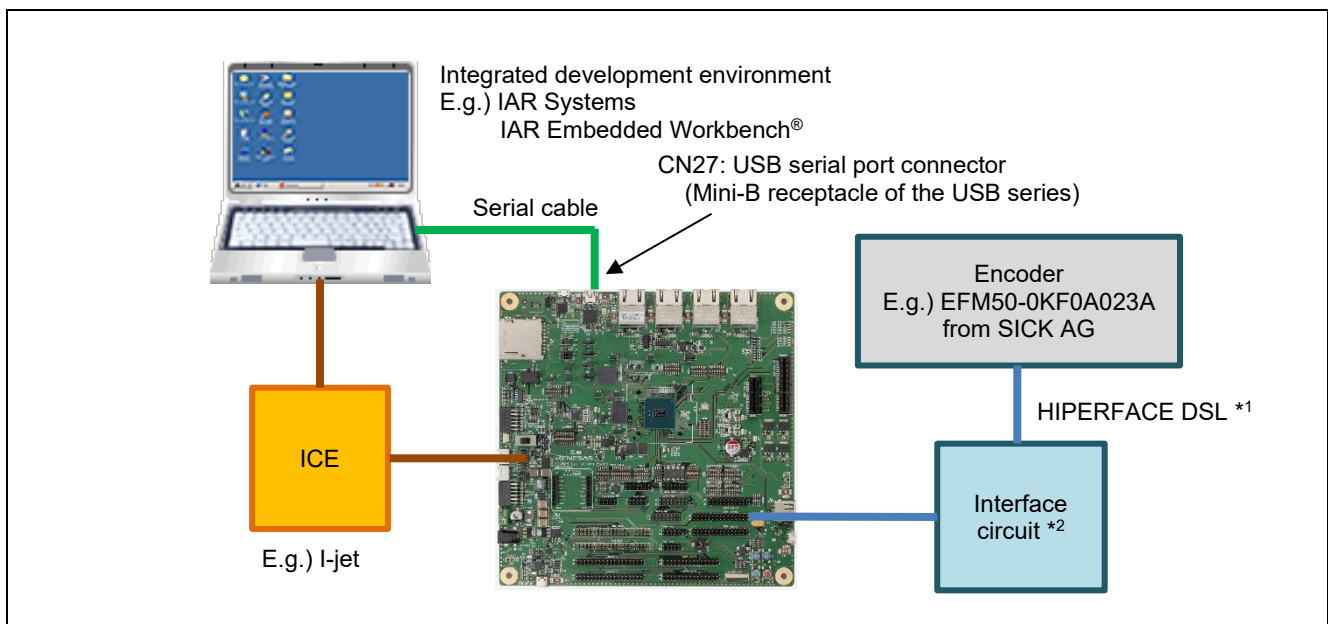 Integrated development environment
E.g.) IAR Systems
IAR Embedded Workbench®
CN27: USB serial port connector
(Mini-B receptacle of the USB series)
Serial cable
Encoder
E.g.) EFM50-0KF0A023A
from SICK AG
HIPERFACE DSL *1
ICE
RENESAS
Interface
circuit *2
E.g.) I-jet